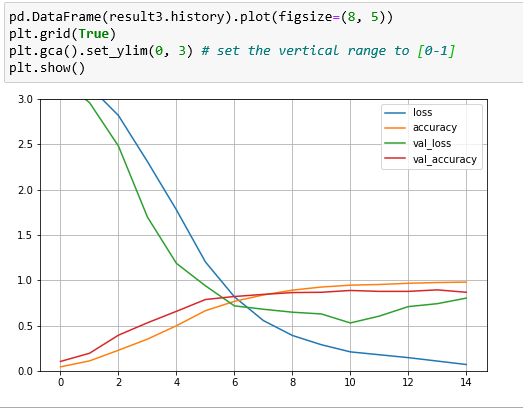 pd.DataFrame(result3.history).plot(figsize=(8, 5))
plt.grid(True)
plt.gca().set_ylim(0, 3) # set the vertical range to [0-1]
plt.show()
3.0
2.5
2.0
1.5
1.0
0.5
0.0
loss
accuracy
val_loss
val_accuracy
0 2 4 6 8 10 12 14